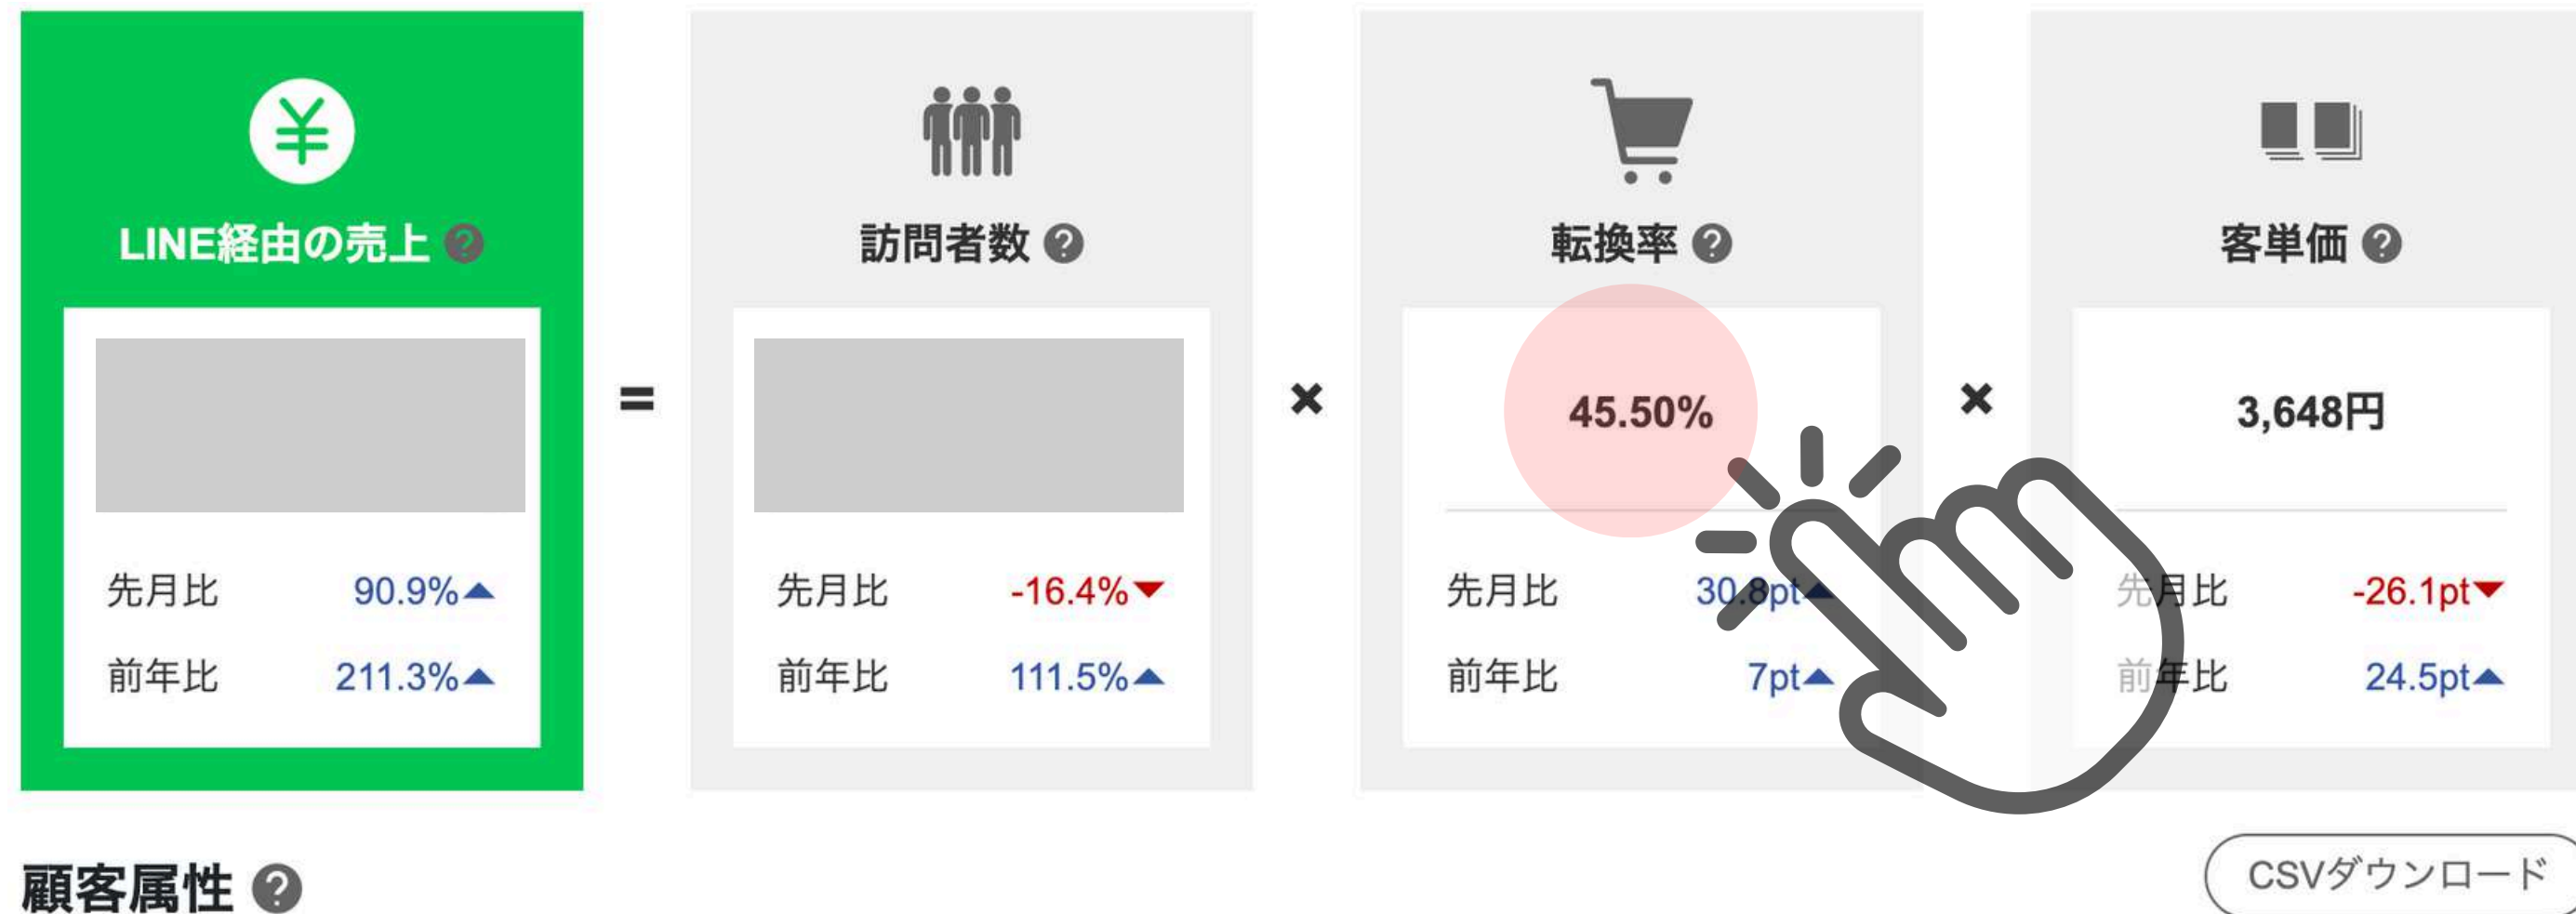 LINE経由の売上 ?
先月比 90.9%▲
前年比 211.3%▲
=
訪問者数 ?
先月比 -16.4%▼
前年比 111.5%▲
×
転換率 ?
45.50%
先月比 30.8pt▲
前年比 7pt▲
×
客単価 ?
3,648円
先月比 -26.1pt▼
前年比 24.5pt▲
顧客属性 ?
CSVダウンロード